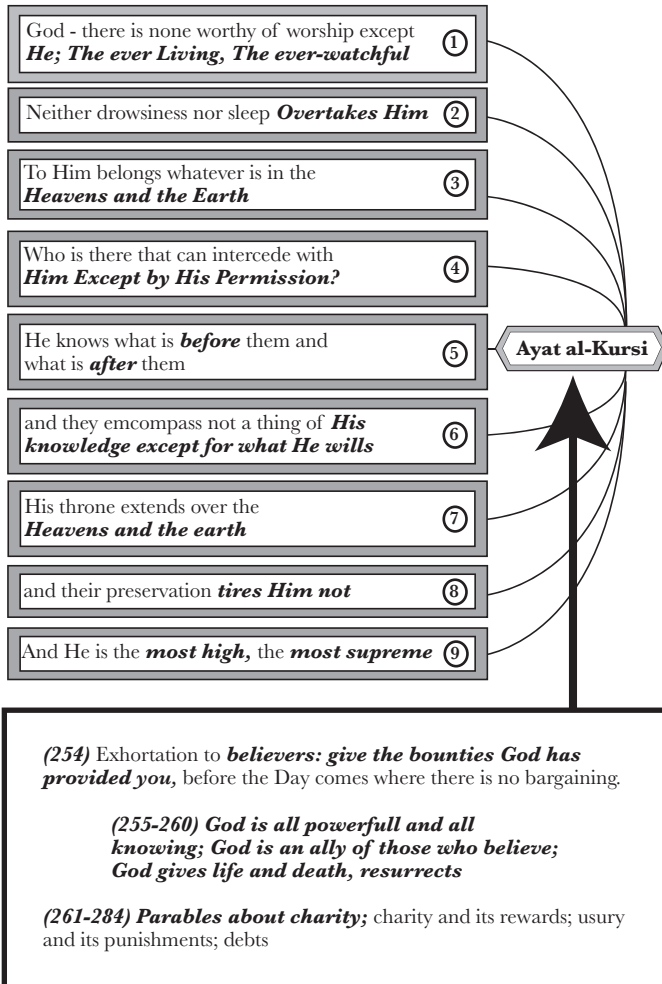 God - there is none worthy of worship except
He; The ever Living, The ever-watchful
1
Neither drowsiness nor sleep Overtakes Him
2
To Him belongs whatever is in the
Heavens and the Earth
3
Who is there that can intercede with
Him Except by His Permission?
4
He knows what is before them and
what is after them
5
and they emcompass not a thing of His
knowledge except for what He wills
6
His throne extends over the
Heavens and the earth
7
and their preservation tires Him not
8
And He is the most high, the most supreme
9
Ayat al-Kursi
(254) Exhortation to believers: give the bounties God has
provided you, before the Day comes where there is no bargaining.
(255-260) God is all powerfull and all
knowing; God is an ally of those who believe;
God gives life and death, resurrects
(261-284) Parables about charity; charity and its rewards; usury
and its punishments; debts